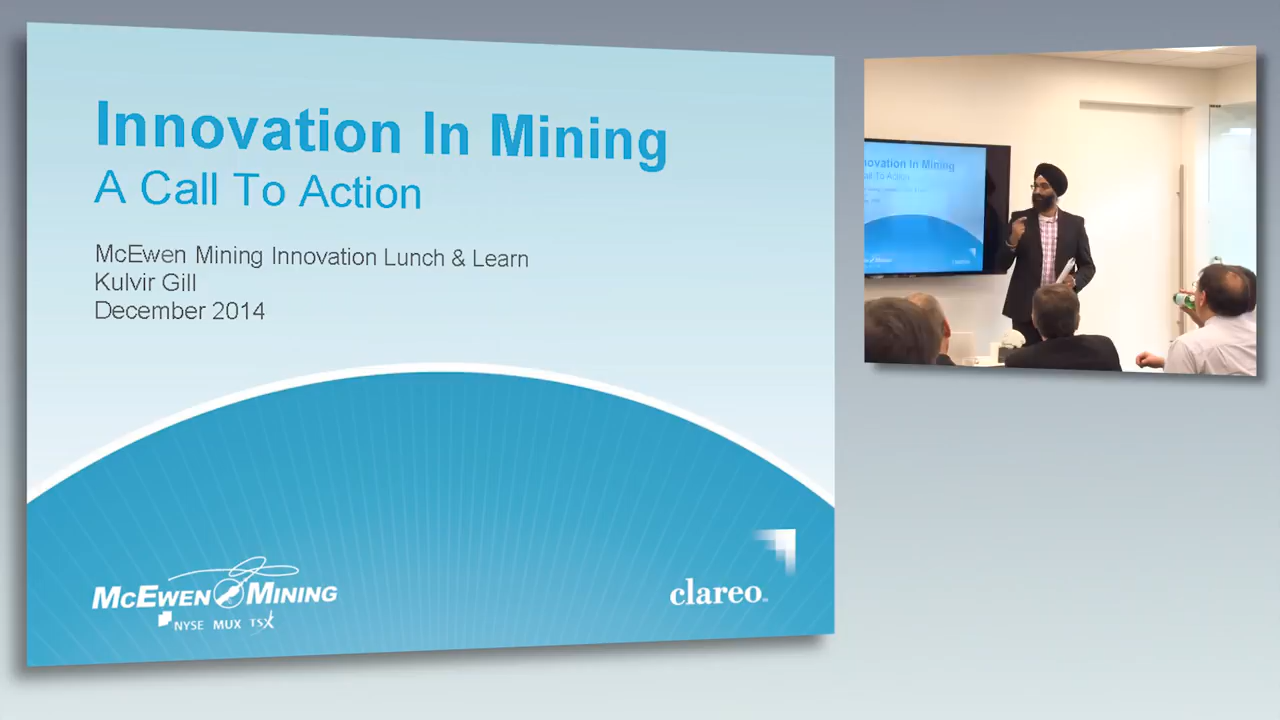 Innovation In Mining
A Call To Action
McEwen Mining Innovation Lunch & Learn
Kulvir Gill
December 2014
MCEWEN MINING
NYSE MUX TSX
clareo
ovation In Mining
Call To Action